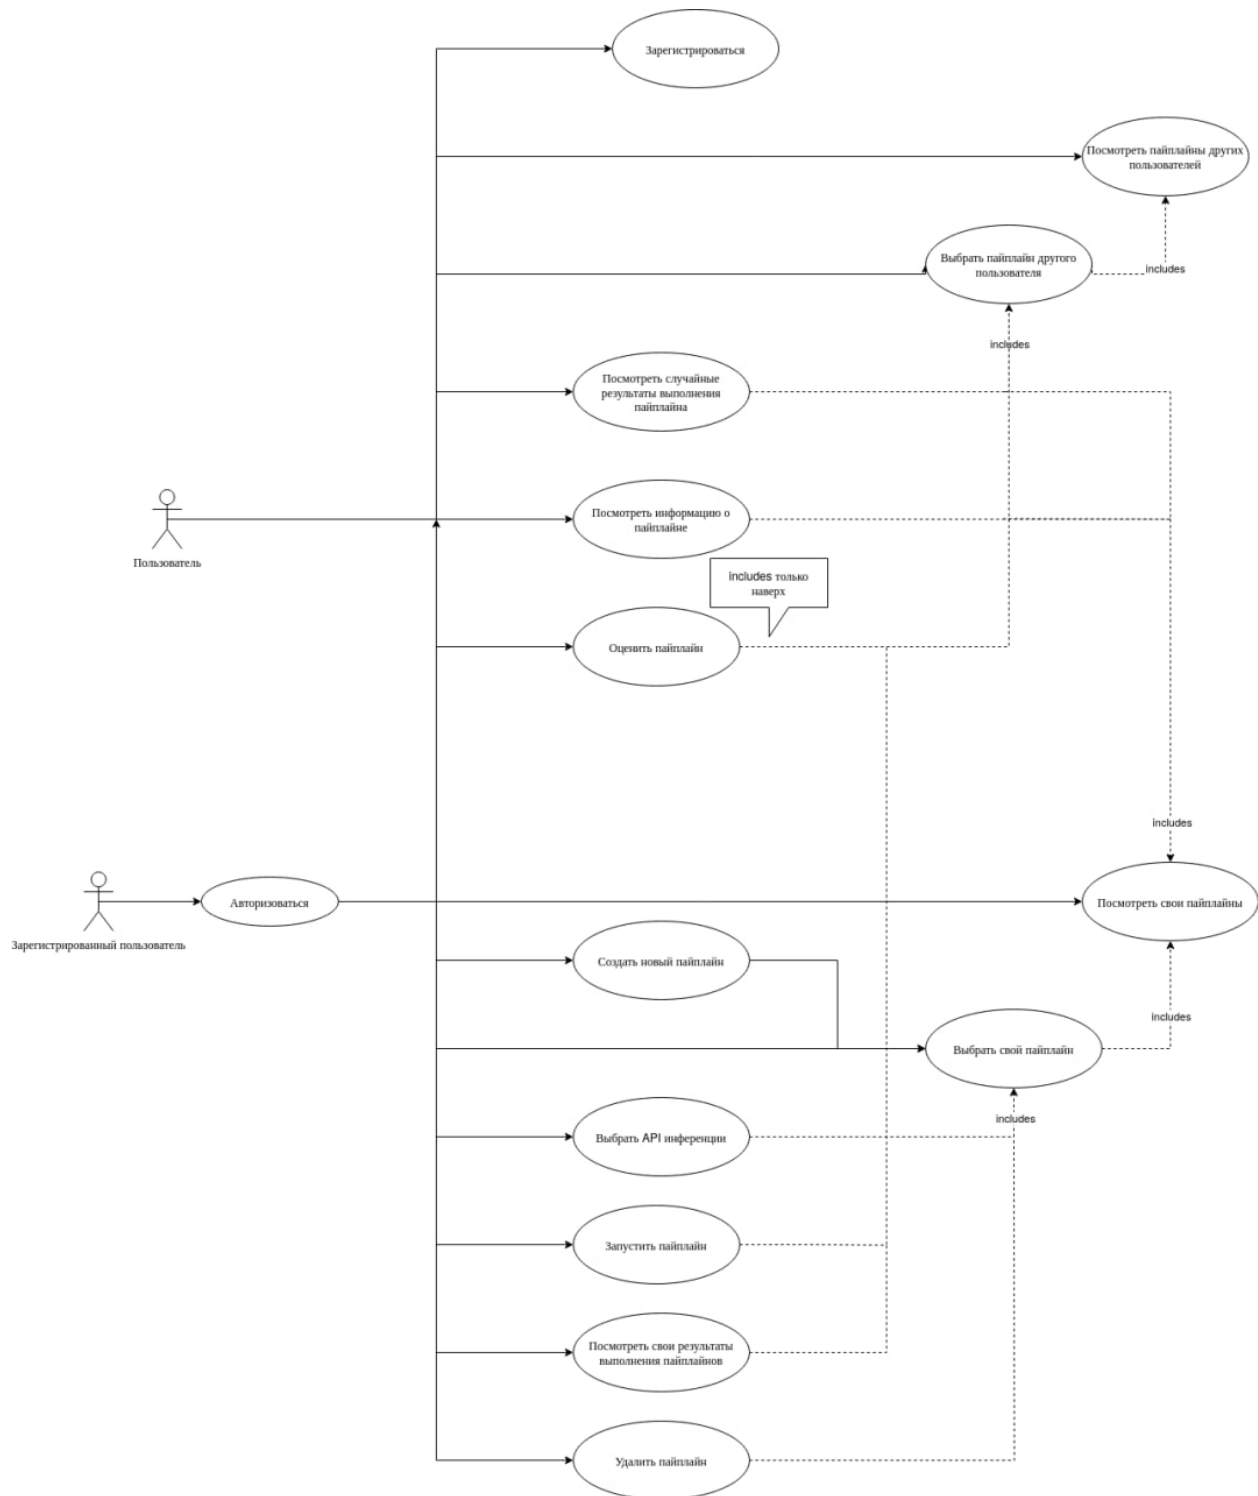 Зарегистрироваться
Посмотреть пайплайны других
пользователей
Выбрать пайплайн другого
пользователя
includes
includes
Посмотреть случайные
результаты выполнения
пайплайна
Посмотреть информацию о
пайплайне
Пользователь
includes только
наверх
Оценить пайплайн
includes
Авторизоваться
Посмотреть свои пайплайны
Зарегистрированный пользователь
Создать новый пайплайн
includes
Выбрать свой пайплайн
includes
Выбрать API инференции
Запустить пайплайн
Посмотреть свои результаты
выполнения пайплайнов
Удалить пайплайн